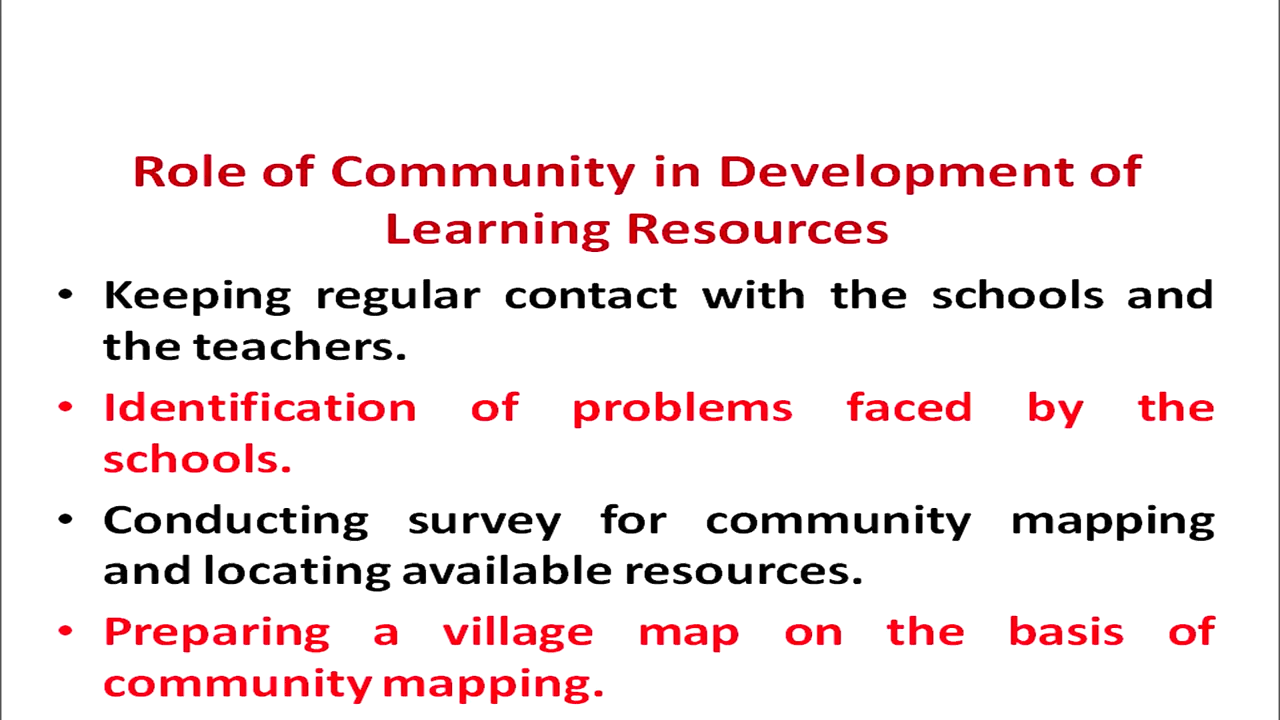 Role of Community in Development of
Learning Resources
• Keeping regular contact with the schools and
the teachers.
• Identification of problems faced by the
schools.
• Conducting survey for community mapping
and locating available resources.
• Preparing a village map on the basis of
community mapping.